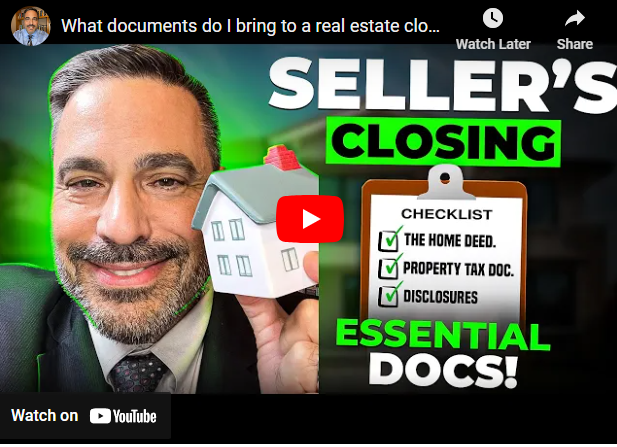 What documents do I bring to a real estate clo...
Watch Later
Share
SELLER'S
CLOSING
CHECKLIST
THE HOME DEED.
PROPERTY TAX DOC.
DISCLOSURES
ESSENTIAL
DOCS!
Watch on YouTube